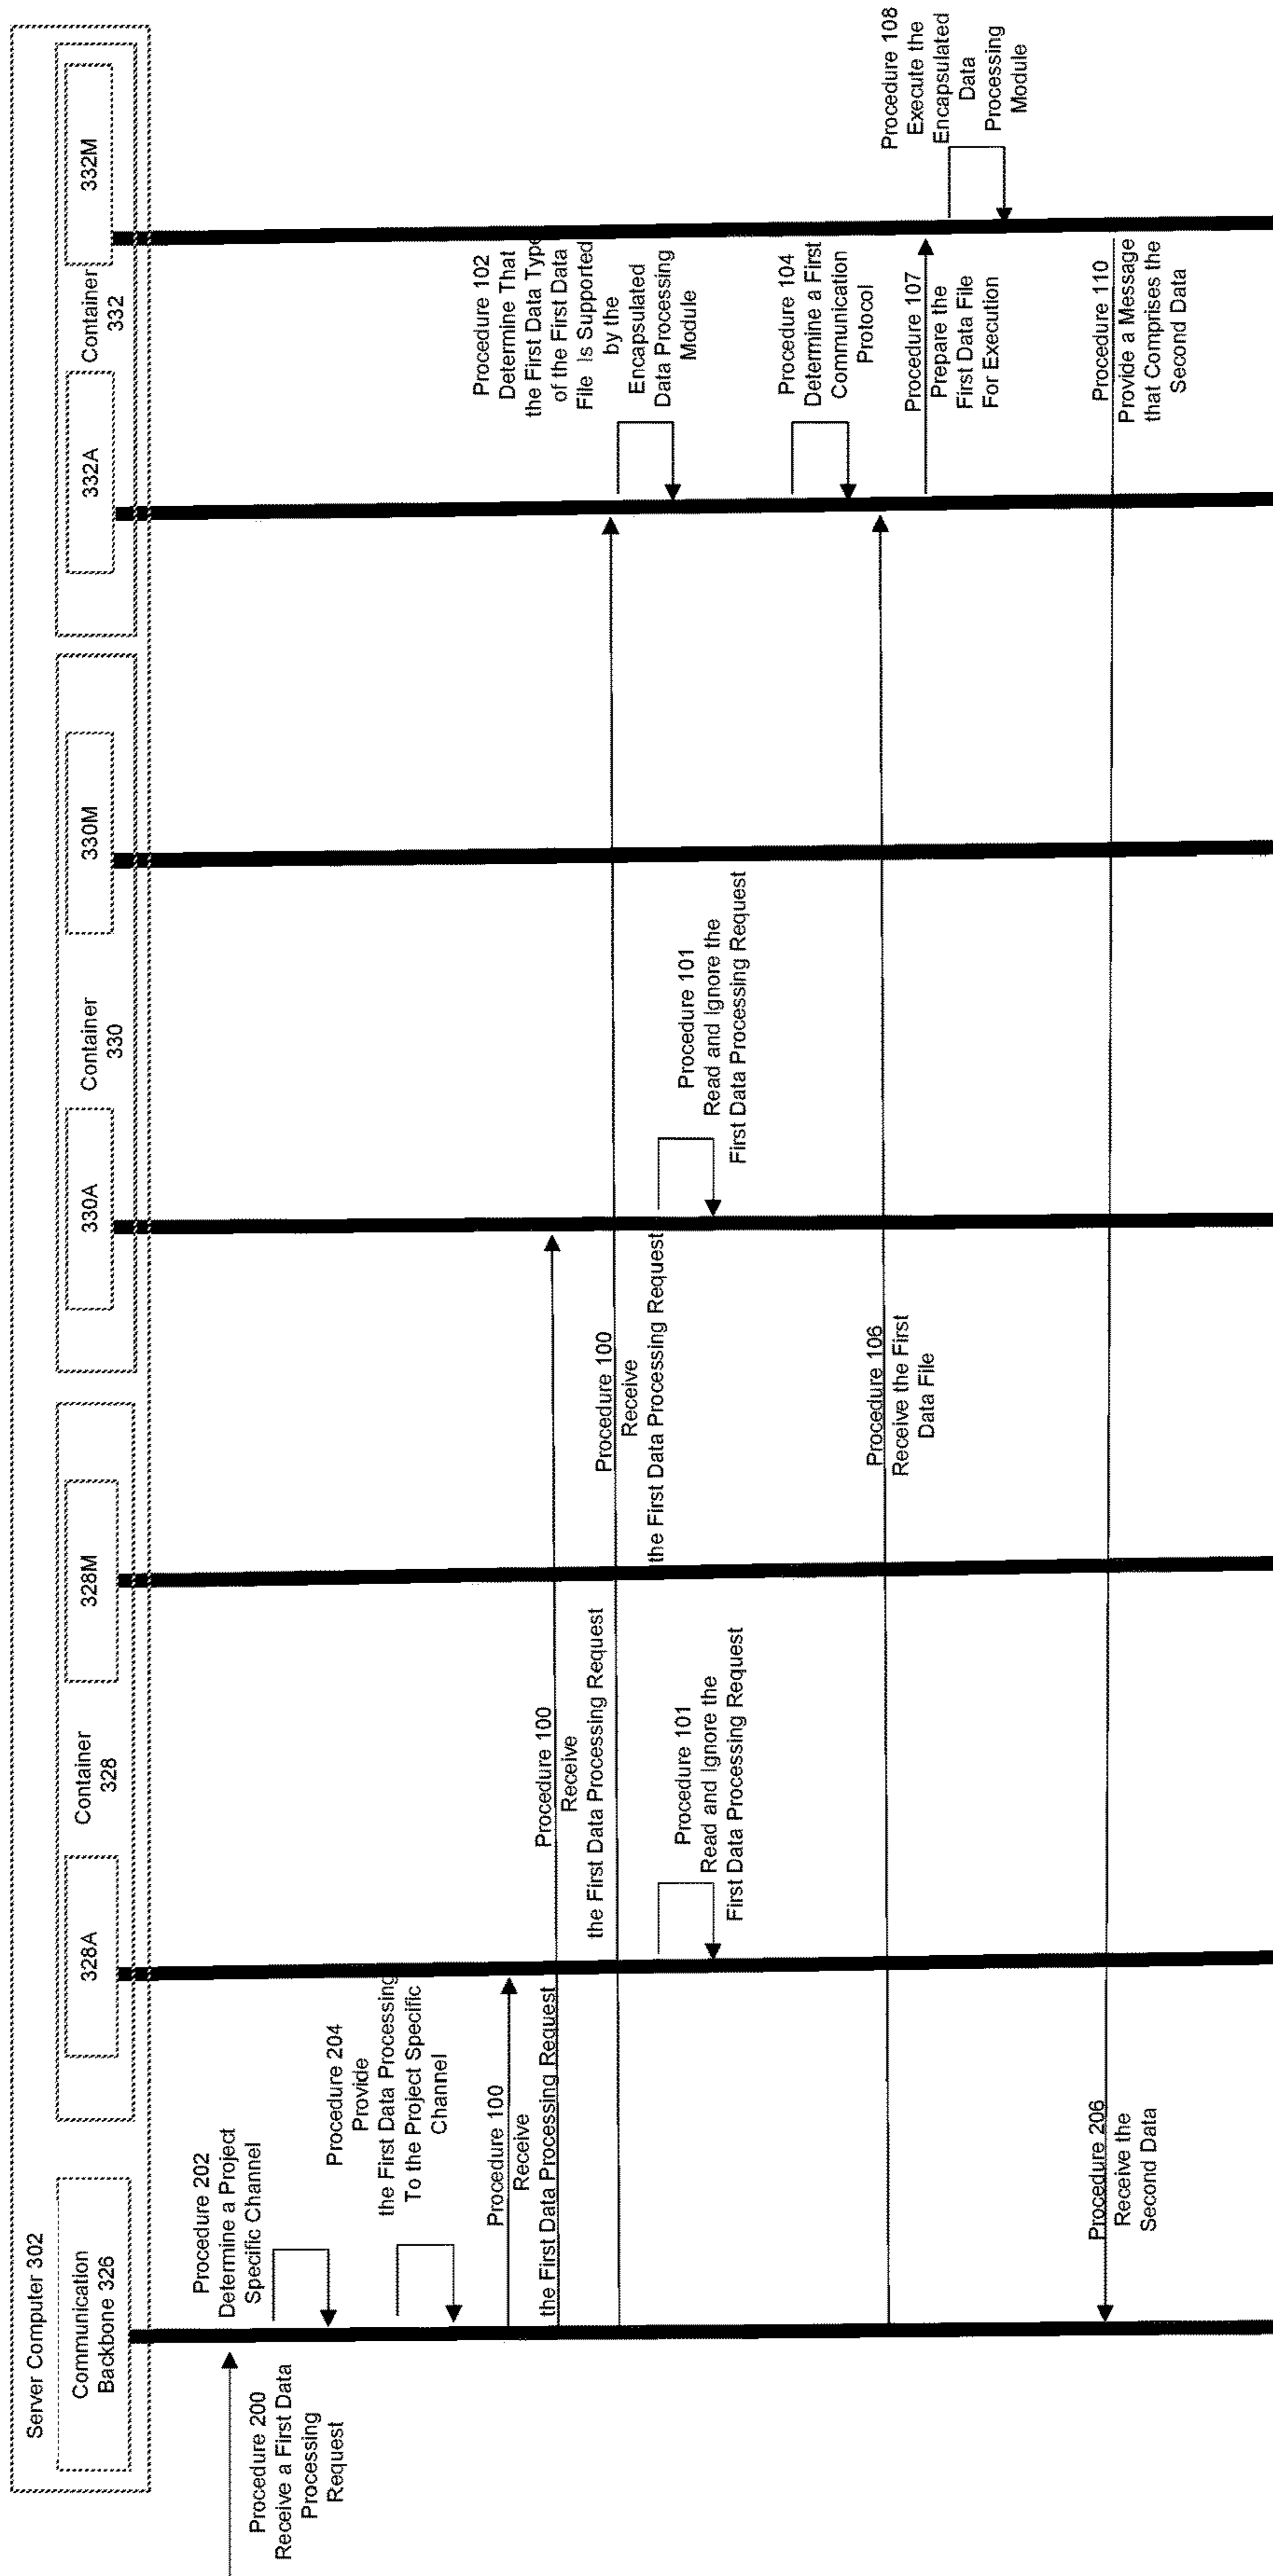 Server Computer 302
Communication
Backbone 326
328A
Container
328
328M
330A
Container
330
330M
332A
Container
332
332M
Procedure 200
Receive a First Data
Processing
Request
Procedure 202
Determine a Project
Specific Channel
Procedure 204
Provide
the First Data Processing
To the Project Specific
Channel
Procedure 100
Receive
the First Data Processing Request
Procedure 100
Receive
the First Data Processing Request
Procedure 100
Receive
the First Data Processing Request
Procedure 101
Read and Ignore the
First Data Processing Request
Procedure 101
Read and Ignore the
First Data Processing Request
Procedure 102
Determine That
the First Data Type
of the First Data
File Is Supported
by the
Encapsulated
Data Processing
Module
Procedure 104
Determine a First
Communication
Protocol
Procedure 106
Receive the First
Data File
Procedure 107
Prepare the
First Data File
For Execution
Procedure 108
Execute the
Encapsulated
Data
Processing
Module
Procedure 110
Provide a Message
that Comprises the
Second Data
Procedure 206
Receive the
Second Data